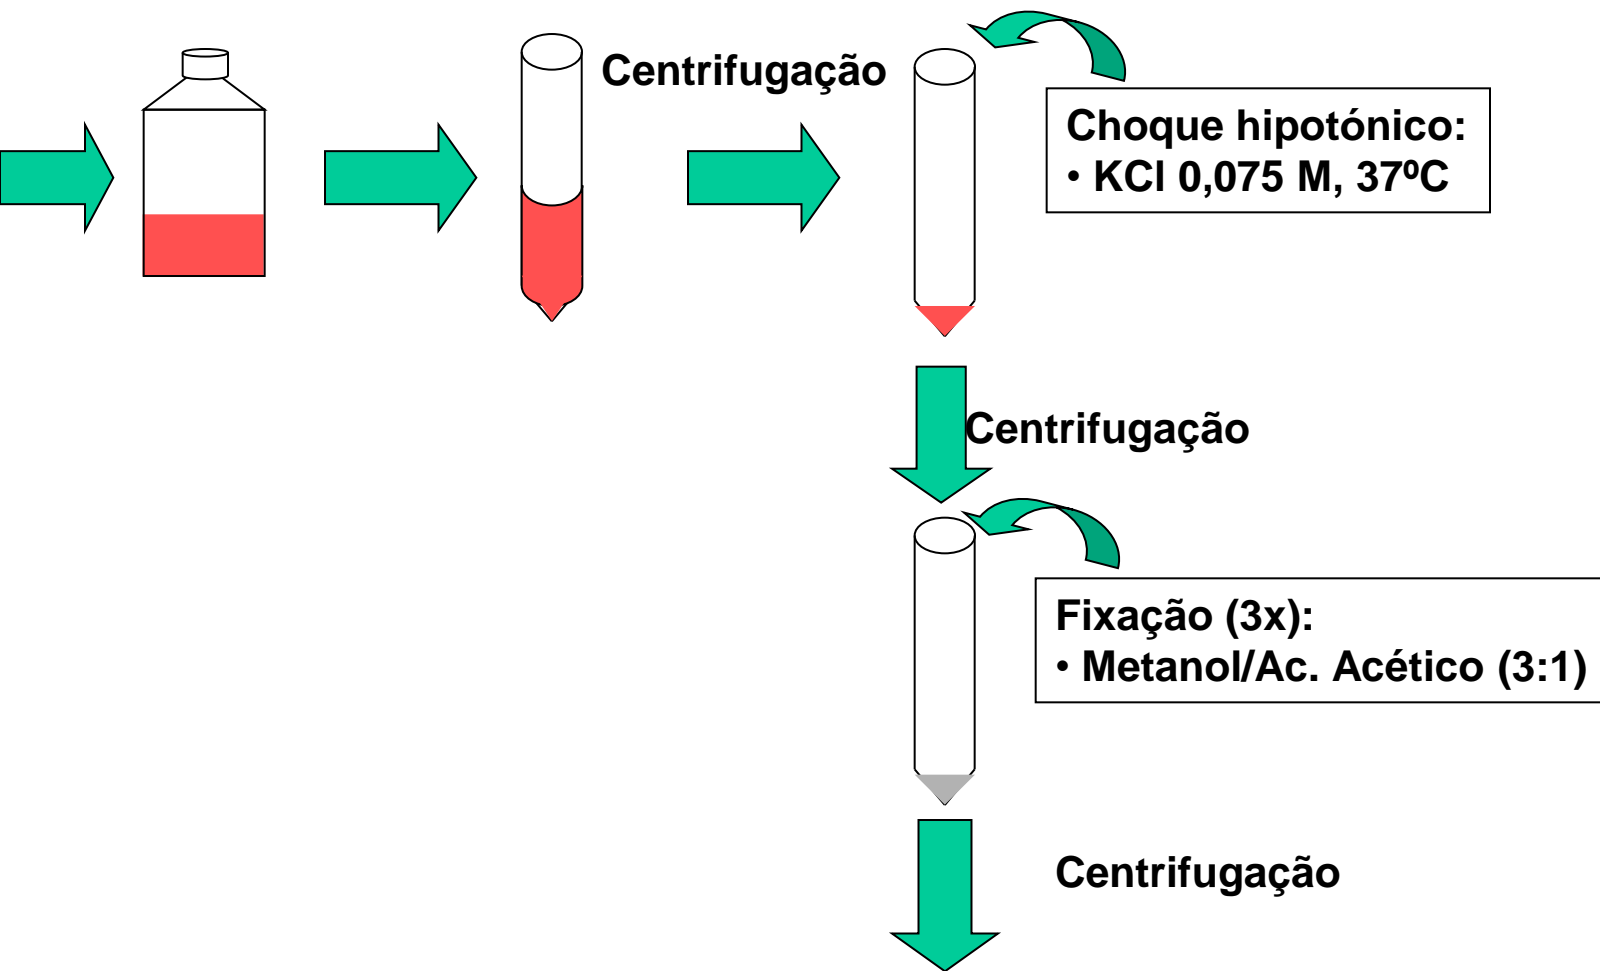 Centrifugação
Choque hipotónico:
• KCl 0,075 M, 37ºC
Centrifugação
Fixação (3x):
• Metanol/Ac. Acético (3:1)
Centrifugação